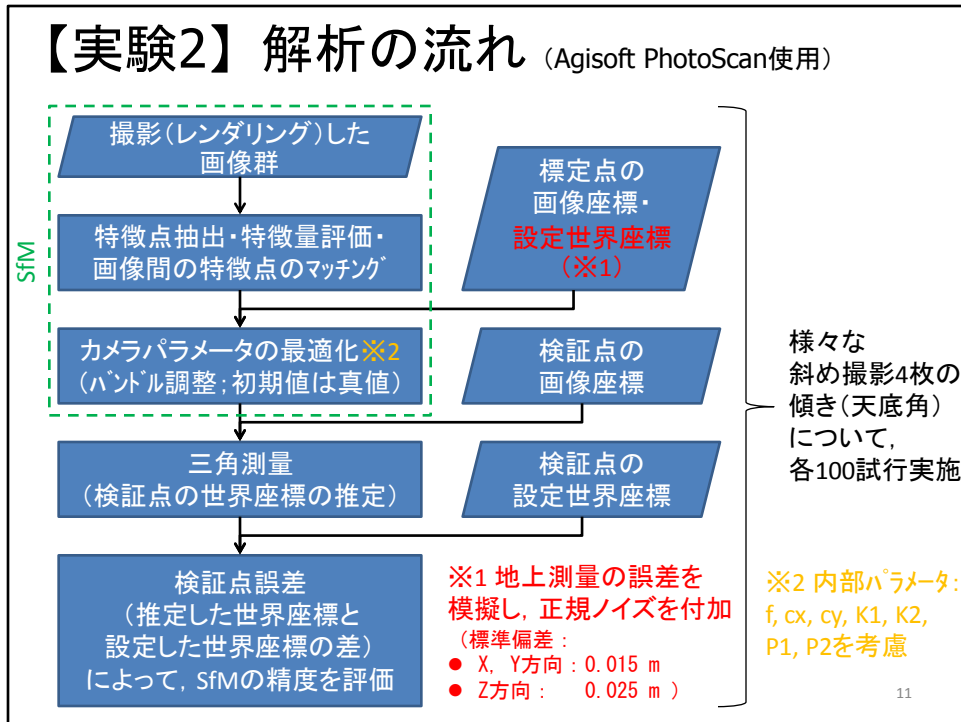 【実験2】 解析の流れ (Agisoft PhotoScan使用)
SfM
撮影(レンダリング)した
画像群
特徴点抽出・特徴量評価・
画像間の特徴点のマッチング
標定点の
画像座標・
設定世界座標
(※1)
カメラパラメータの最適化※2
(バンドル調整;初期値は真値)
検証点の
画像座標
三角測量
(検証点の世界座標の推定)
検証点の
設定世界座標
検証点誤差
(推定した世界座標と
設定した世界座標の差)
によって, SfMの精度を評価
様々な
斜め撮影4枚の
傾き(天底角)
について,
各100試行実施
※1 地上測量の誤差を
模擬し, 正規ノイズを付加
(標準偏差:
● X, Y方向:0.015 m
● Z方向: 0.025 m )
※2 内部パラメータ:
f, cx, cy, K1, K2,
P1, P2を考慮
11